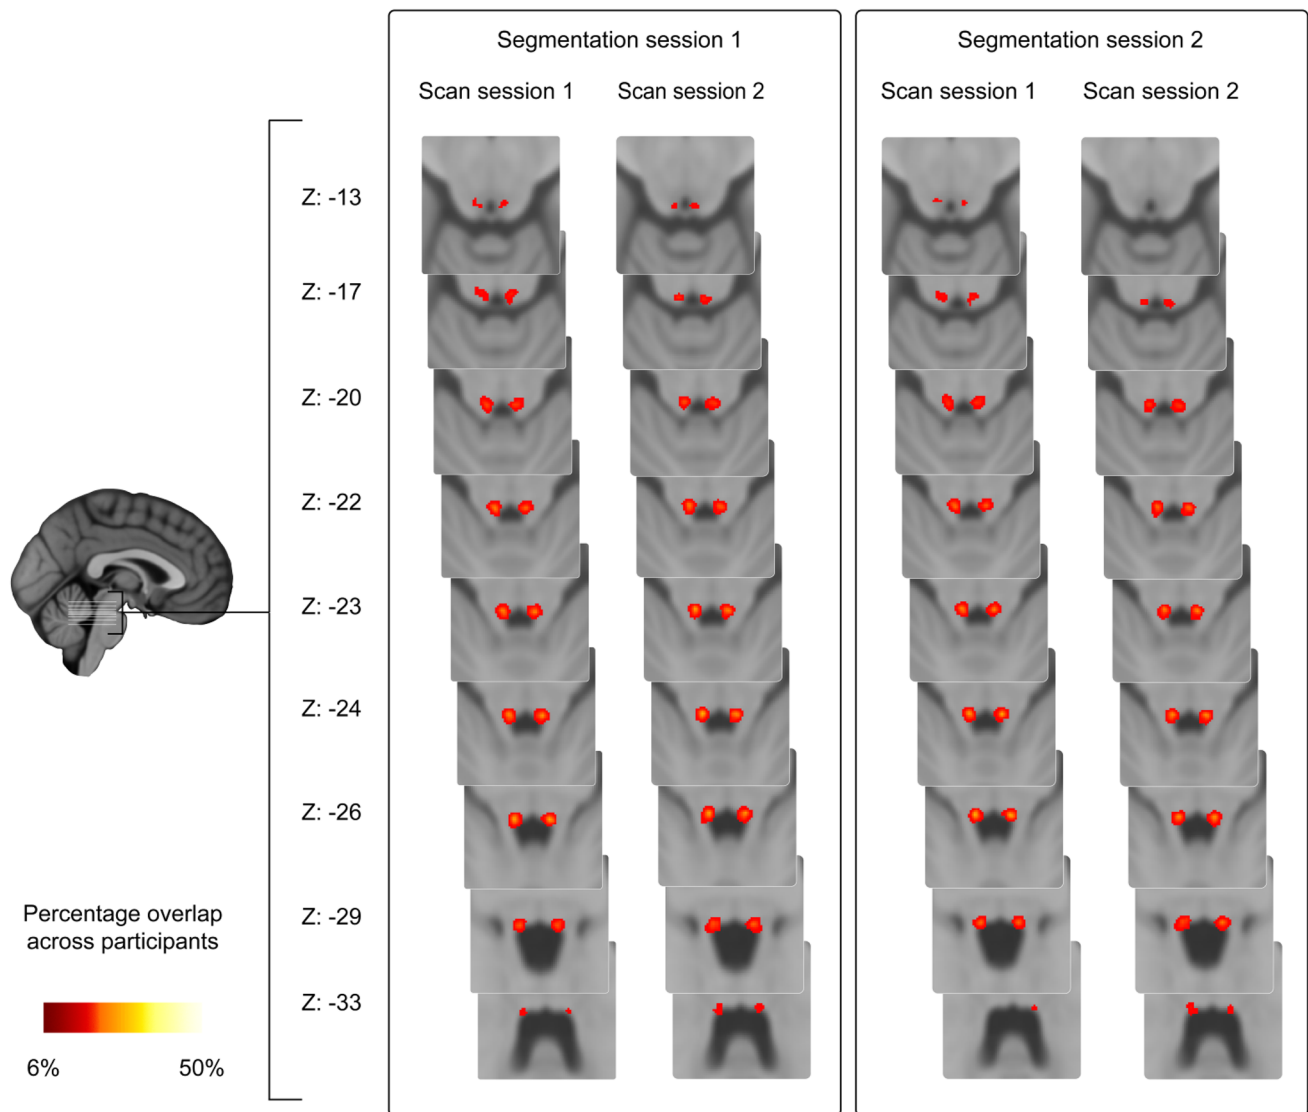 Segmentation session 1
Segmentation session 2
Scan session 1
Scan session 2
Scan session 1
Scan session 2
Z: -13
Z: -17
Z: -20
Z: -22
Z: -23
Z: -24
Z: -26
Z: -29
Z: -33
Percentage overlap
across participants
6%
50%